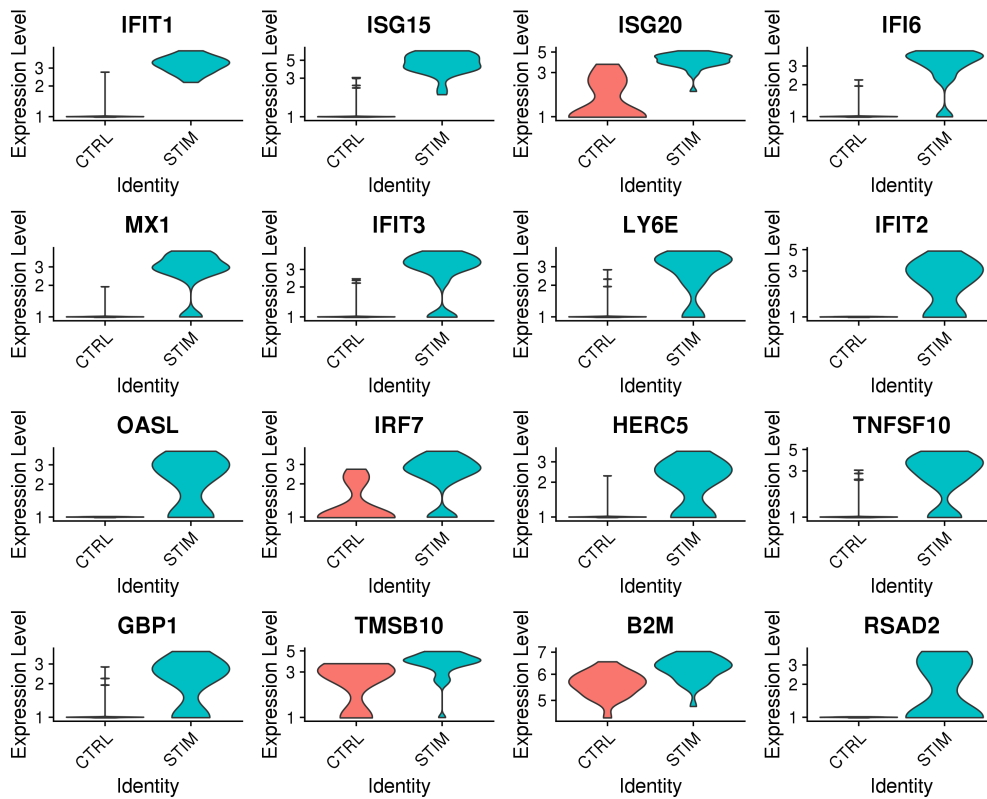 IFIT1 ISG15 ISG20 IFI6
Expression Level Expression Level Expression Level Expression Level
3 5 5 3
2 3 3 2
1 1 1 1
CTRL STIM CTRL STIM CTRL STIM CTRL STIM
Identity Identity Identity Identity
MX1 IFIT3 LY6E IFIT2
Expression Level Expression Level Expression Level Expression Level
3 3 3 5
2 2 2 3
1 1 1 1
CTRL STIM CTRL STIM CTRL STIM CTRL STIM
Identity Identity Identity Identity
OASL IRF7 HERC5 TNFSF10
Expression Level Expression Level Expression Level Expression Level
3 3 3 5
2 2 2 3
1 1 1 1
CTRL STIM CTRL STIM CTRL STIM CTRL STIM
Identity Identity Identity Identity
GBP1 TMSB10 B2M RSAD2
Expression Level Expression Level Expression Level Expression Level
3 5 7 3
2 3 6 2
1 1 5 1
CTRL STIM CTRL STIM CTRL STIM CTRL STIM
Identity Identity Identity Identity